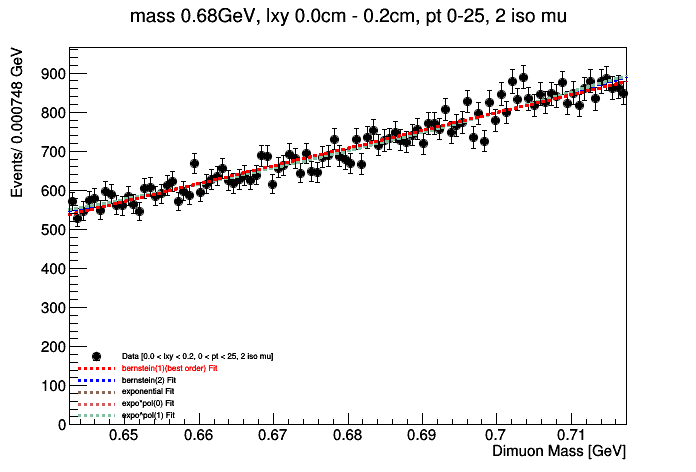 mass 0.68GeV, lxy 0.0cm - 0.2cm, pt 0-25, 2 iso mu
Events/ 0.000748 GeV
900
800
700
600
500
400
300
200
100
0
Data [0.0 < lxy < 0.2, 0 < pt < 25, 2 iso mu]
bernstein(1)(best order) Fit
bernstein(2) Fit
exponential Fit
expo*pol(0) Fit
expo*pol(1) Fit
0.65 0.66 0.67 0.68 0.69 0.7 0.71
Dimuon Mass [GeV]